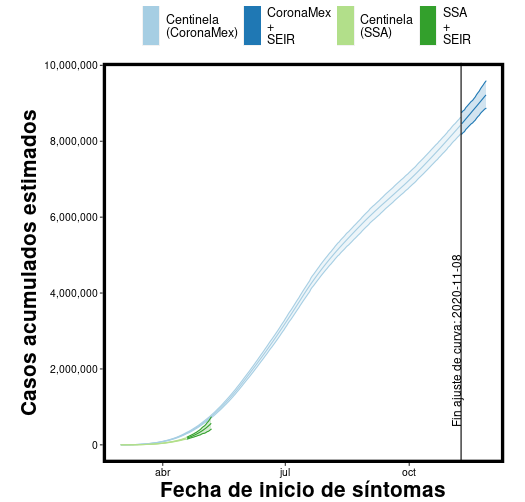 Centinela
(CoronaMex)
CoronaMex
+
SEIR
Centinela
(SSA)
SSA
+
SEIR
Casos acumulados estimados
10,000,000
8,000,000
6,000,000
4,000,000
2,000,000
0
Fin ajuste de curva: 2020-11-08
abr
jul
oct
Fecha de inicio de síntomas